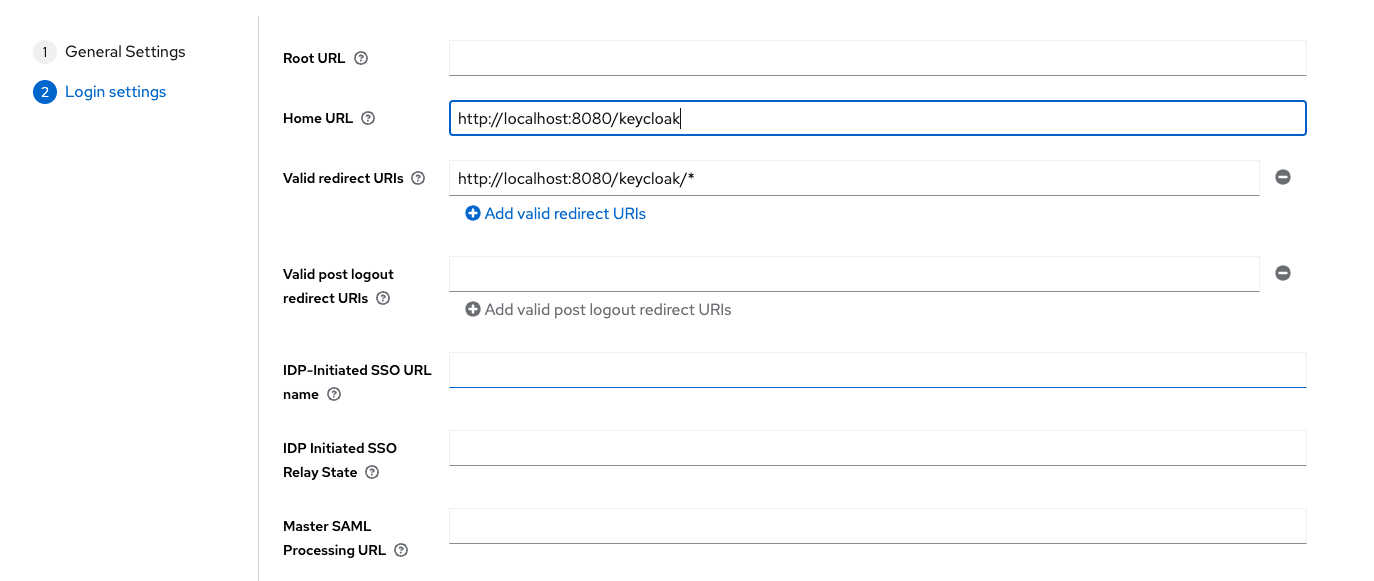 1 General Settings
2 Login settings
Root URL
Home URL http://localhost:8080/keycloak
Valid redirect URIs http://localhost:8080/keycloak/*
Add valid redirect URIs
Valid post logout
redirect URIs
Add valid post logout redirect URIs
IDP-Initiated SSO URL
name
IDP Initiated SSO
Relay State
Master SAML
Processing URL